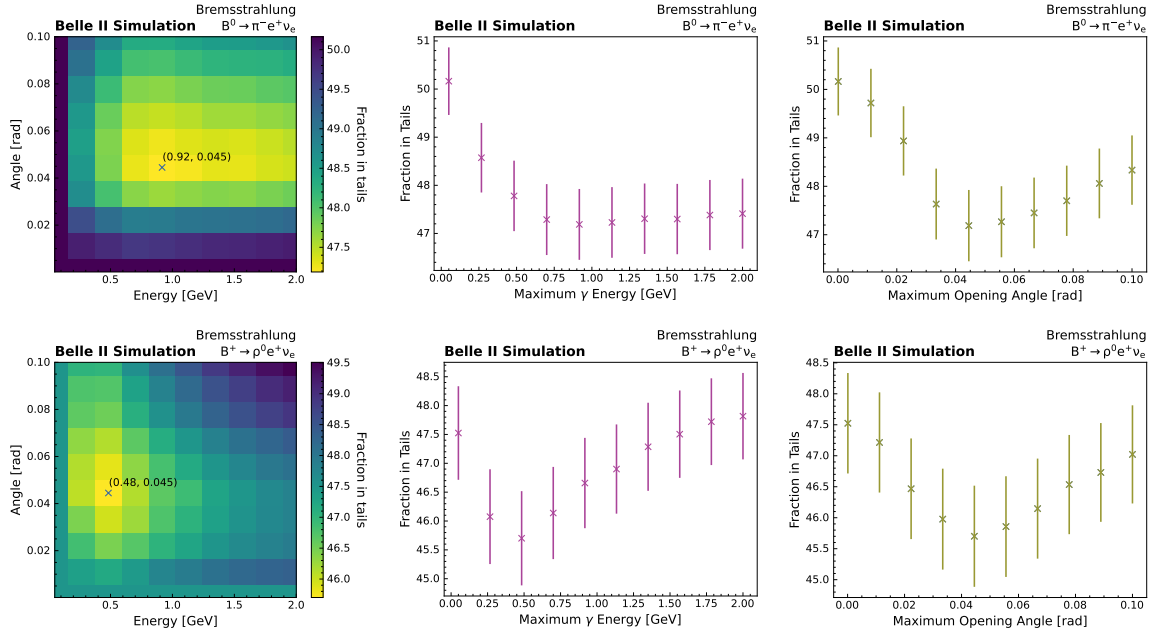 Bremsstrahlung
Belle II Simulation
B⁰ → π⁻e⁺νₑ
0.10
0.08
0.06
0.04
0.02
Angle [rad]
(0.92, 0.045)
0.5
1.0
1.5
2.0
Energy [GeV]
50.0
49.5
49.0
48.5
48.0
47.5
Fraction in tails
Bremsstrahlung
Belle II Simulation
B⁰ → π⁻e⁺νₑ
51
50
49
48
47
Fraction in Tails
0.00 0.25 0.50 0.75 1.00 1.25 1.50 1.75 2.00
Maximum γ Energy [GeV]
Bremsstrahlung
Belle II Simulation
B⁰ → π⁻e⁺νₑ
51
50
49
48
47
Fraction in Tails
0.00 0.02 0.04 0.06 0.08 0.10
Maximum Opening Angle [rad]
Bremsstrahlung
Belle II Simulation
B⁺ → ρ⁰e⁺νₑ
0.10
0.08
0.06
0.04
0.02
Angle [rad]
(0.48, 0.045)
0.5
1.0
1.5
2.0
Energy [GeV]
49.5
49.0
48.5
48.0
47.5
47.0
46.5
46.0
Fraction in tails
Bremsstrahlung
Belle II Simulation
B⁺ → ρ⁰e⁺νₑ
48.5
48.0
47.5
47.0
46.5
46.0
45.5
45.0
Fraction in Tails
0.00 0.25 0.50 0.75 1.00 1.25 1.50 1.75 2.00
Maximum γ Energy [GeV]
Bremsstrahlung
Belle II Simulation
B⁺ → ρ⁰e⁺νₑ
48.5
48.0
47.5
47.0
46.5
46.0
45.5
45.0
Fraction in Tails
0.00 0.02 0.04 0.06 0.08 0.10
Maximum Opening Angle [rad]